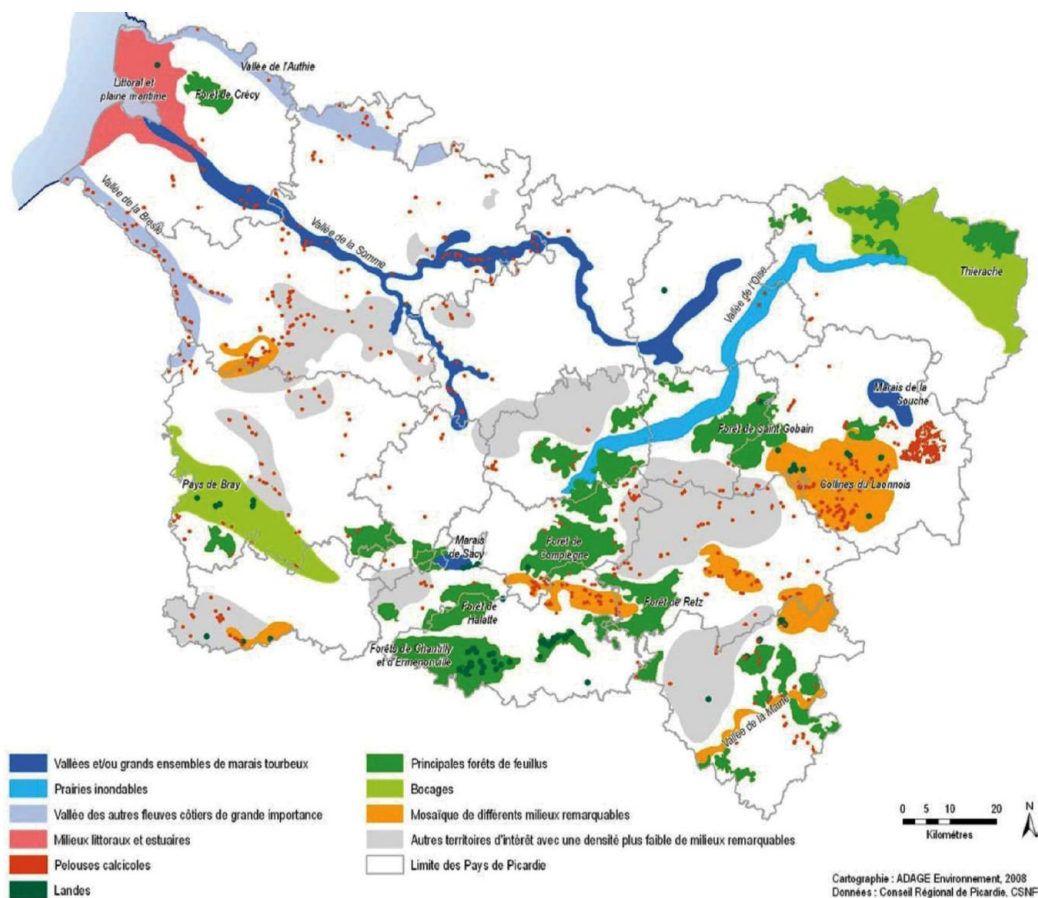 Vallée de l'Authie
Littoral et
plaine maritime
Forêt de Crécy
Vallée de la Bresle
Vallée de la Somme
Vallée de l'Oise
Thiérache
Marais de la
Souche
Forêt de Saint Gobain
Collines du Laonnois
Pays de Bray
Marais
de Sacy
Forêt de
Compiègne
Forêt de
Halatte
Forêt de Retz
Forêts de Chantilly
et d'Ermenonville
Vallée de la Marne
Vallées et/ou grands ensembles de marais tourbeux
Prairies inondables
Vallée des autres fleuves côtiers de grande importance
Milieux littoraux et estuaires
Pelouses calcicoles
Landes
Principales forêts de feuillus
Bocages
Mosaïque de différents milieux remarquables
Autres territoires d'intérêt avec une densité plus faible de milieux remarquables
Limite des Pays de Picardie
0 5 10 20
Kilomètres
N
Cartographie : ADAGE Environnement, 2008
Données : Conseil Régional de Picardie, CSNF